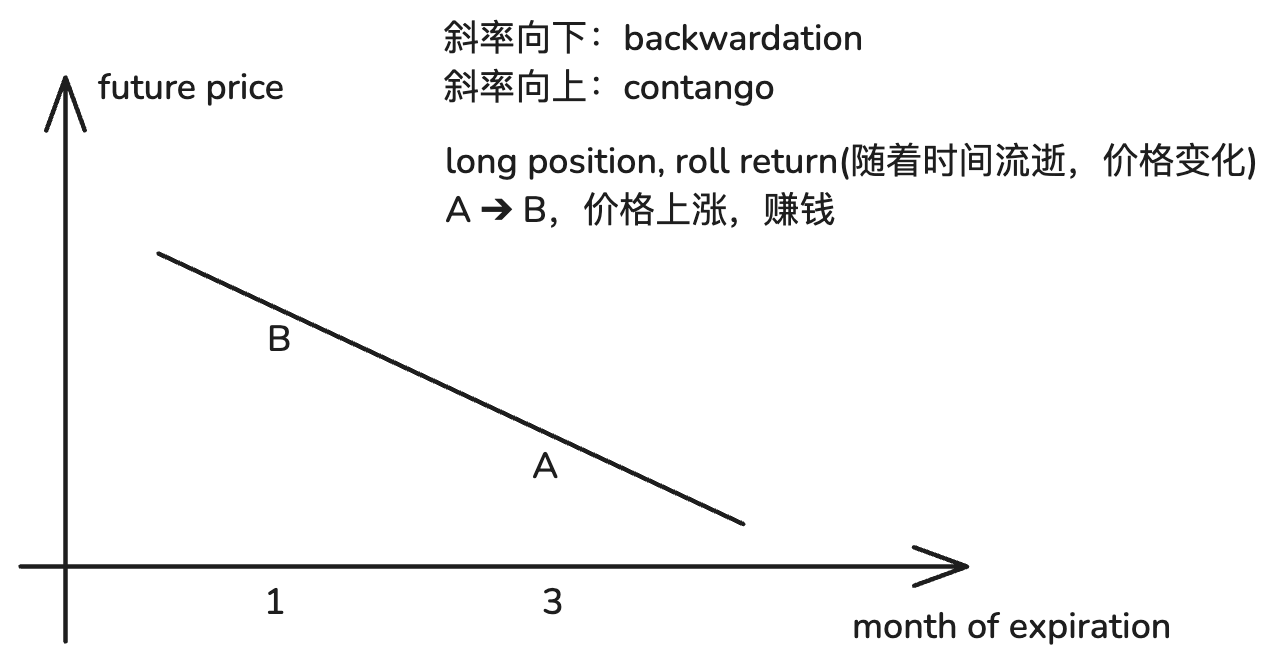 斜率向下：backwardation
future price
斜率向上：contango
long position, roll return(随着时间流逝，价格变化)
A → B，价格上涨，赚钱
B
A
1
3
month of expiration